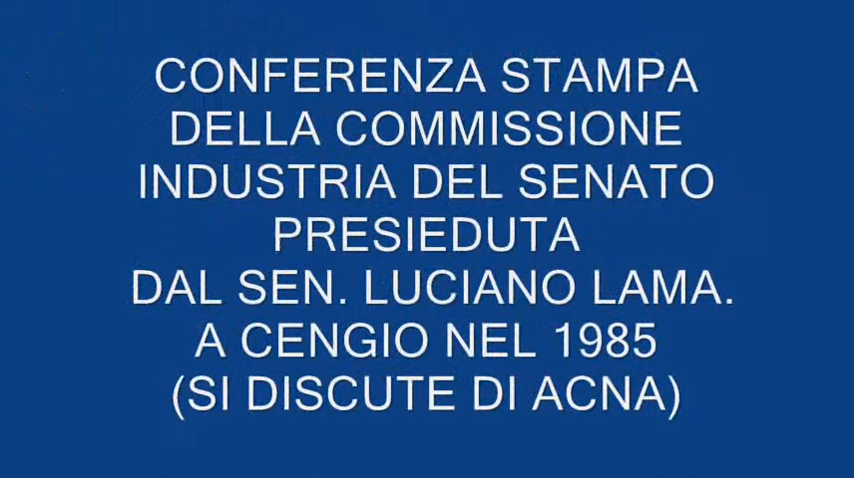 CONFERENZA STAMPA
DELLA COMMISSIONE
INDUSTRIA DEL SENATO
PRESIEDUTA
DAL SEN. LUCIANO LAMA.
A CENGIO NEL 1985
(SI DISCUTE DI ACNA)